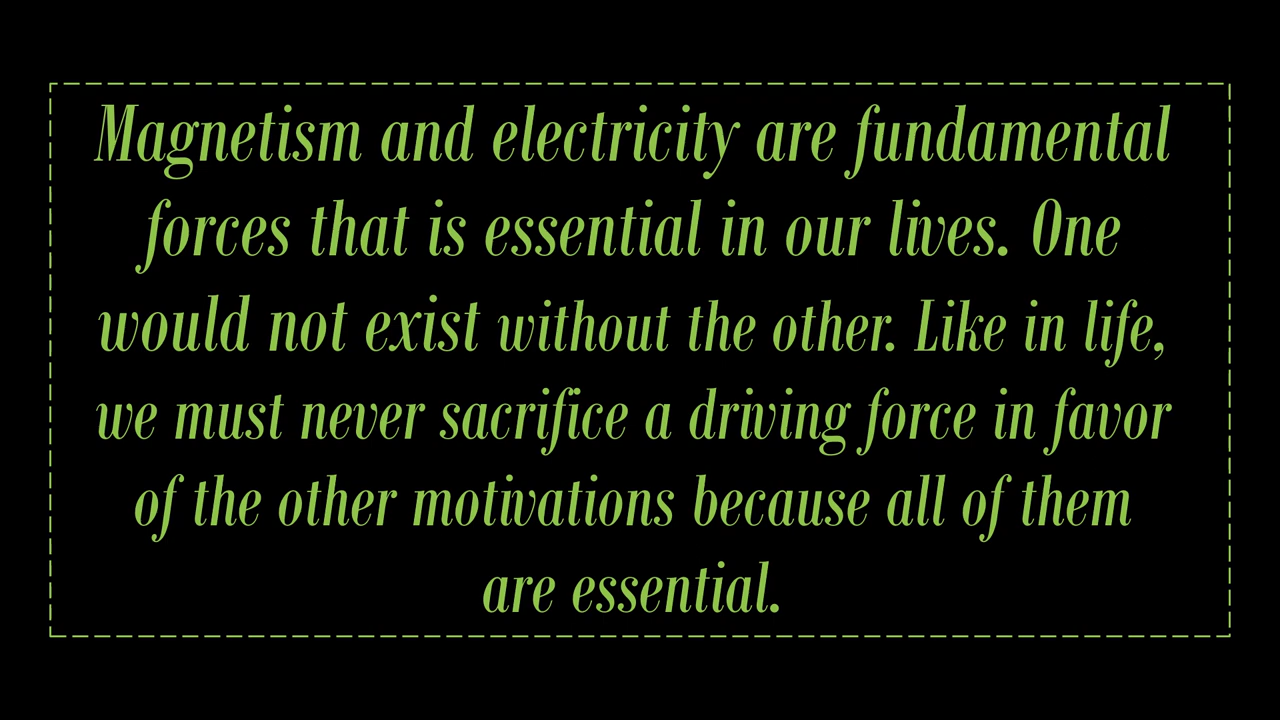 Magnetism and electricity are fundamental
forces that is essential in our lives. One
would not exist without the other. Like in life,
we must never sacrifice a driving force in favor
of the other motivations because all of them
are essential.